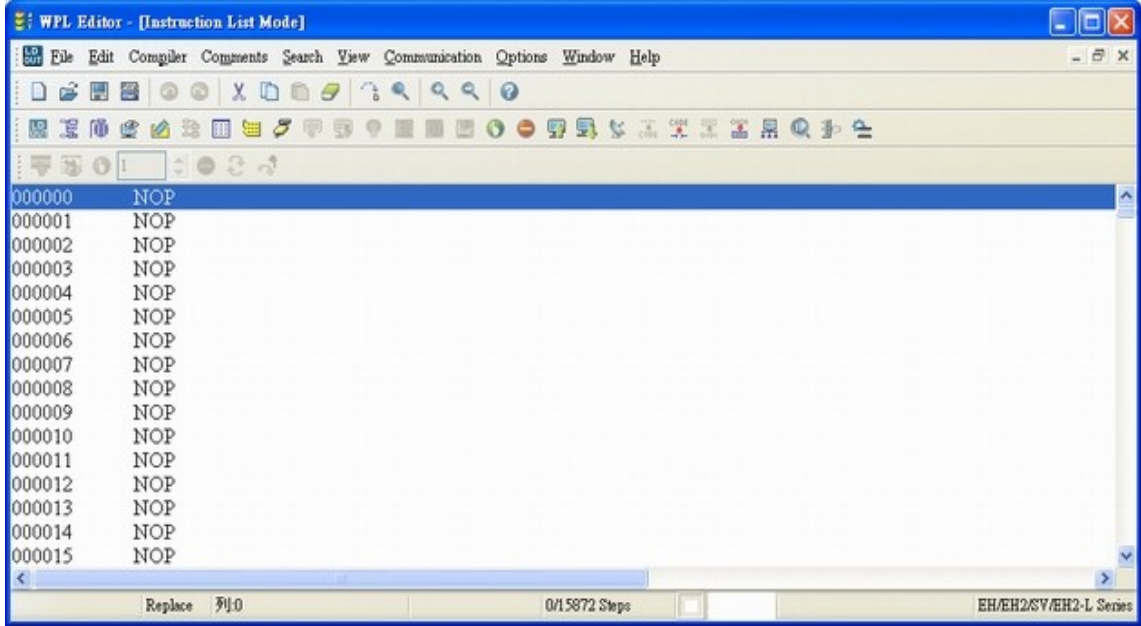 WPL Editor - [Instruction List Mode]
File Edit Compiler Comments Search View Communication Options Window Help
1
000000 NOP
000001 NOP
000002 NOP
000003 NOP
000004 NOP
000005 NOP
000006 NOP
000007 NOP
000008 NOP
000009 NOP
000010 NOP
000011 NOP
000012 NOP
000013 NOP
000014 NOP
000015 NOP
Replace 列:0 0/15872 Steps EH/EH2/SV/EH2-L Series